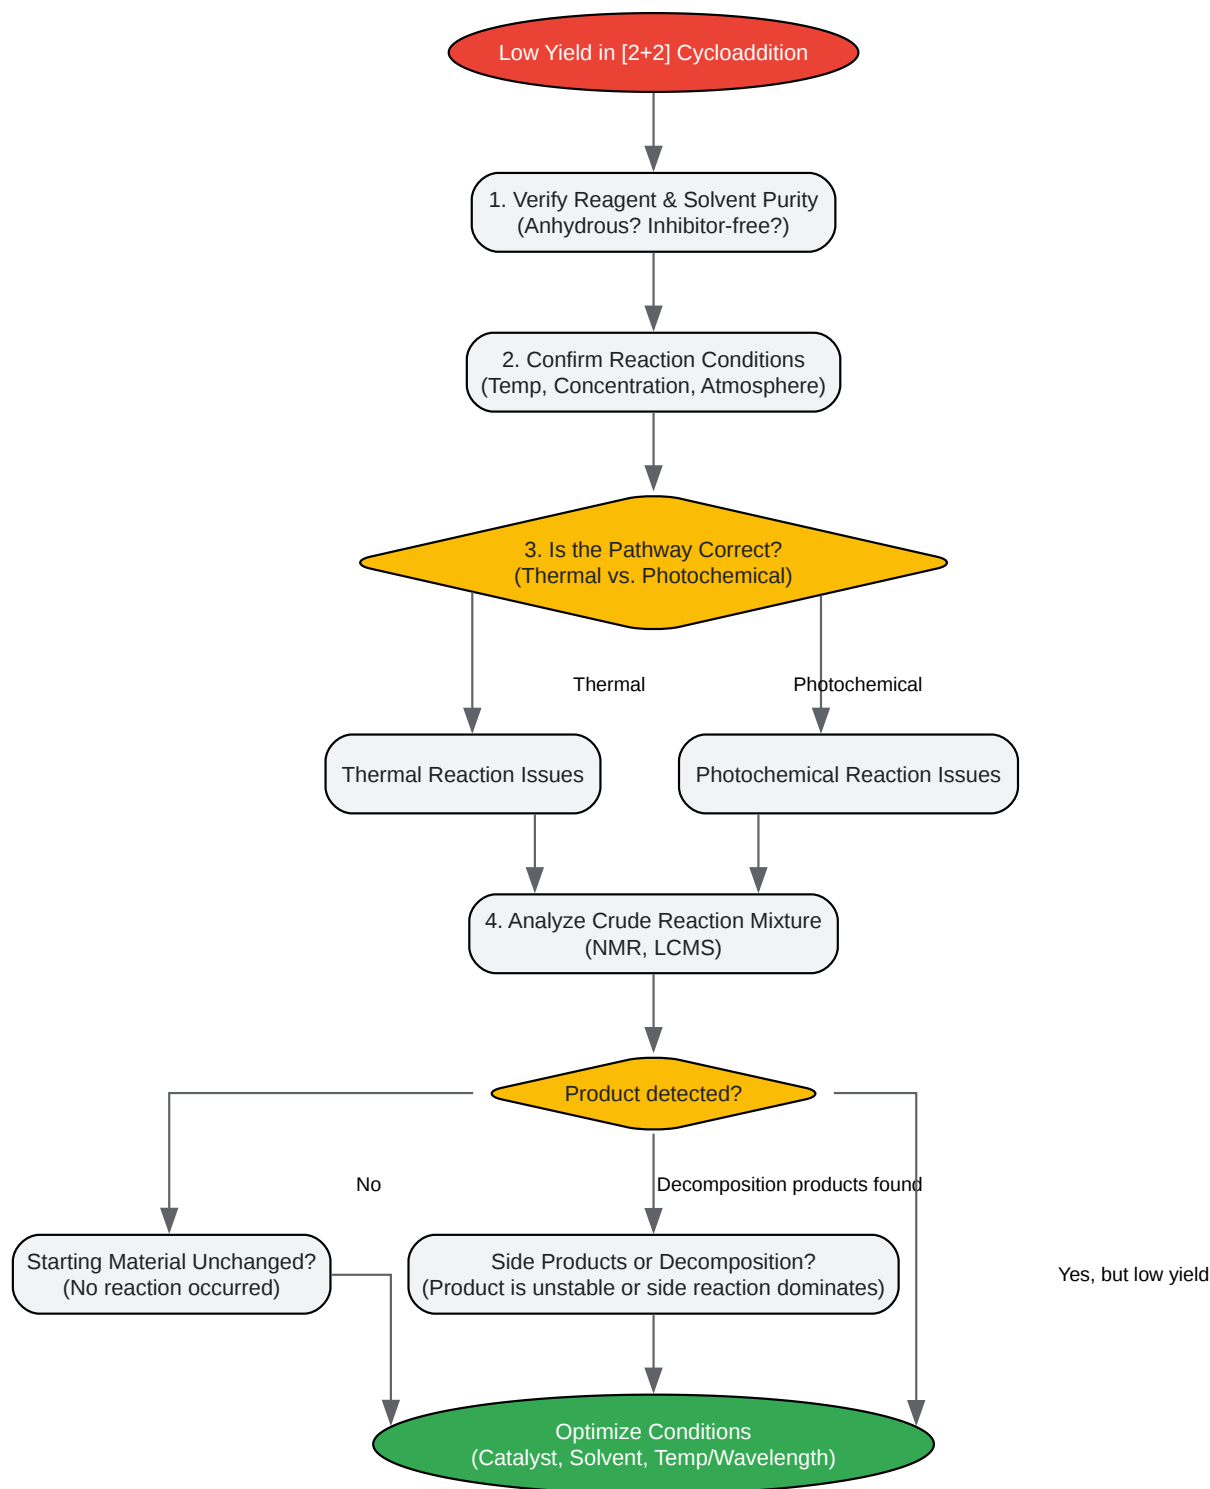 Low Yield in [2+2] Cycloaddition
1. Verify Reagent & Solvent Purity
(Anhydrous? Inhibitor-free?)
2. Confirm Reaction Conditions
(Temp, Concentration, Atmosphere)
3. Is the Pathway Correct?
(Thermal vs. Photochemical)
Thermal
Photochemical
Thermal Reaction Issues
Photochemical Reaction Issues
4. Analyze Crude Reaction Mixture
(NMR, LCMS)
Product detected?
No
Decomposition products found
Starting Material Unchanged?
(No reaction occurred)
Side Products or Decomposition?
(Product is unstable or side reaction dominates)
Yes, but low yield
Optimize Conditions
(Catalyst, Solvent, Temp/Wavelength)